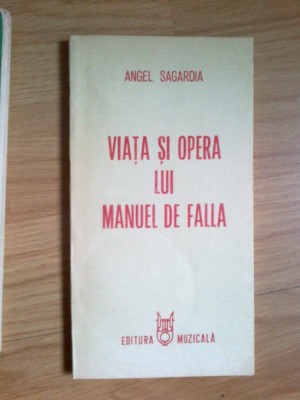 ANGEL SAGARDIA
VIAȚA ȘI OPERA
LUI
MANUEL DE FALLA
EDITURA MUZICALĂ